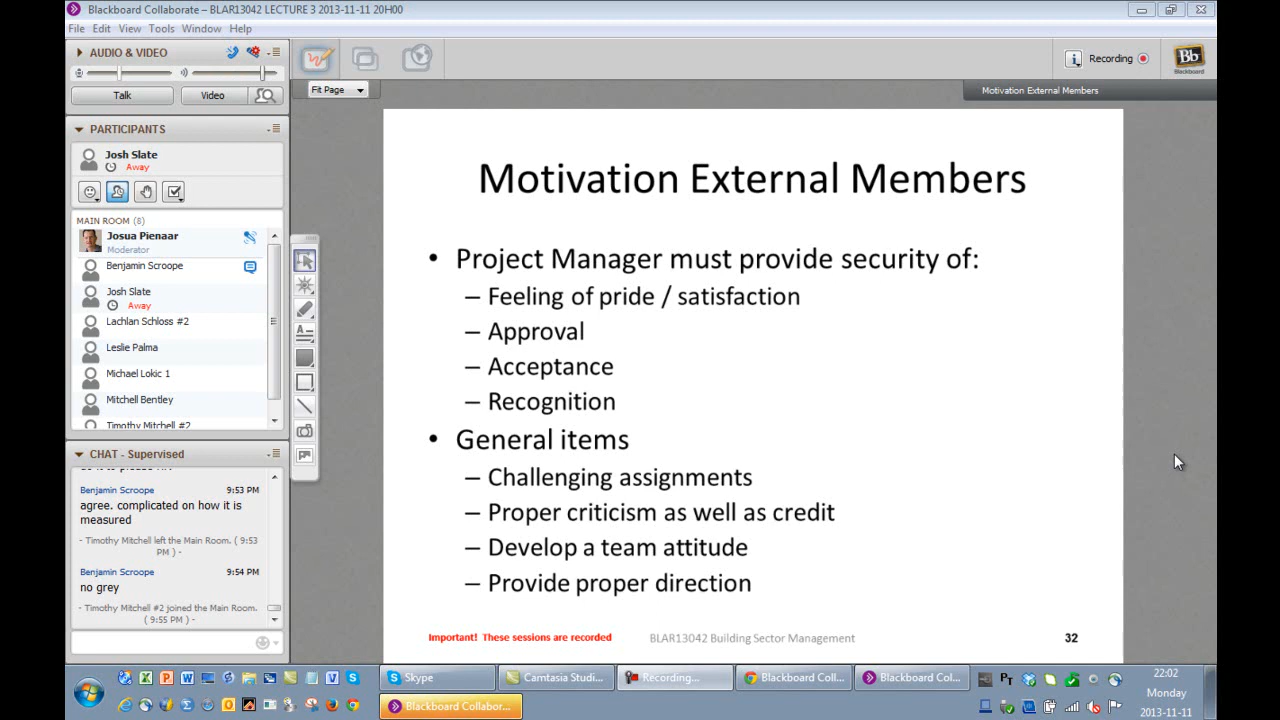 Blackboard Collaborate – BLAR13042 LECTURE 3 2013-11-11 20H00
File Edit View Tools Window Help
AUDIO & VIDEO
Talk Video
PARTICIPANTS
Josh Slate
Away
MAIN ROOM (8)
Josua Pienaar
Moderator
Benjamin Scroope
Josh Slate
Away
Lachlan Schloss #2
Leslie Palma
Michael Lokic 1
Mitchell Bentley
Timothy Mitchell #2
CHAT - Supervised
Benjamin Scroope 9:53 PM
agree. complicated on how it is
measured
- Timothy Mitchell left the Main Room. ( 9:53
PM ) -
Benjamin Scroope 9:54 PM
no grey
- Timothy Mitchell #2 joined the Main Room.
( 9:55 PM ) -
Recording
Bb
Blackboard
Fit Page
Motivation External Members
Motivation External Members
• Project Manager must provide security of:
– Feeling of pride / satisfaction
– Approval
– Acceptance
– Recognition
• General items
– Challenging assignments
– Proper criticism as well as credit
– Develop a team attitude
– Provide proper direction
Important! These sessions are recorded BLAR13042 Building Sector Management 32
Skype Camtasia Studi... Recording... Blackboard Coll... Blackboard Col...
Blackboard Collabor...
22:02
Monday
2013-11-11